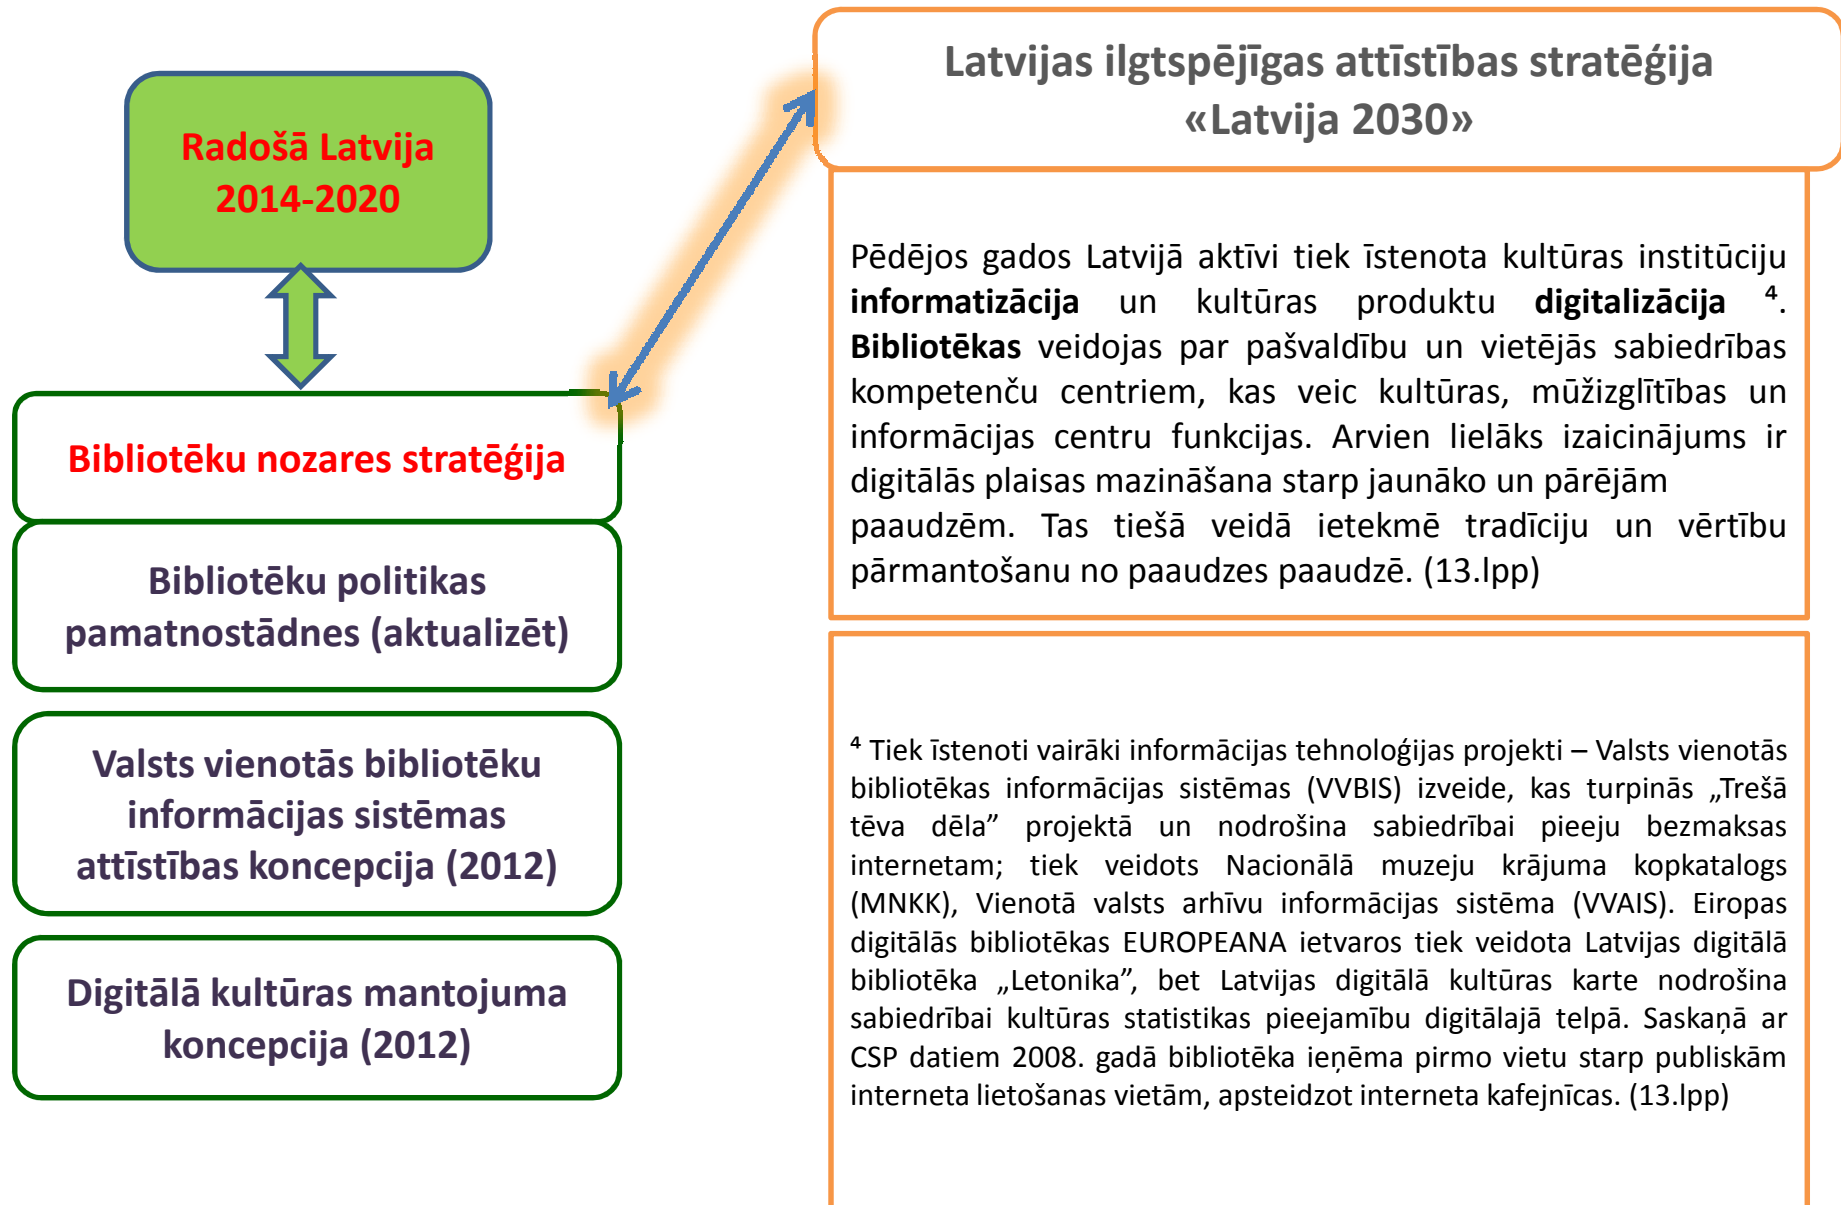 Radošā Latvija
2014-2020
Bibliotēku nozares stratēģija
Bibliotēku politikas
pamatnostādnes (aktualizēt)
Valsts vienotās bibliotēku
informācijas sistēmas
attīstības koncepcija (2012)
Digitālā kultūras mantojuma
koncepcija (2012)
Latvijas ilgtspējīgas attīstības stratēģija
«Latvija 2030»
Pēdējos gados Latvijā aktīvi tiek īstenota kultūras institūciju
informatizācija un kultūras produktu digitalizācija ⁴.
Bibliotēkas veidojas par pašvaldību un vietējās sabiedrības
kompetenču centriem, kas veic kultūras, mūžizglītības un
informācijas centru funkcijas. Arvien lielāks izaicinājums ir
digitālās plaisas mazināšana starp jaunāko un pārējām
paaudzēm. Tas tiešā veidā ietekmē tradīciju un vērtību
pārmantošanu no paaudzes paaudzē. (13.lpp)
⁴ Tiek īstenoti vairāki informācijas tehnoloģijas projekti – Valsts vienotās
bibliotēkas informācijas sistēmas (VVBIS) izveide, kas turpinās „Trešā
tēva dēla” projektā un nodrošina sabiedrībai pieeju bezmaksas
internetam; tiek veidots Nacionālā muzeju krājuma kopkatalogs
(MNKK), Vienotā valsts arhīvu informācijas sistēma (VVAIS). Eiropas
digitālās bibliotēkas EUROPEANA ietvaros tiek veidota Latvijas digitālā
bibliotēka „Letonika”, bet Latvijas digitālā kultūras karte nodrošina
sabiedrībai kultūras statistikas pieejamību digitālajā telpā. Saskaņā ar
CSP datiem 2008. gadā bibliotēka ieņēma pirmo vietu starp publiskām
interneta lietošanas vietām, apsteidzot interneta kafejnīcas. (13.lpp)